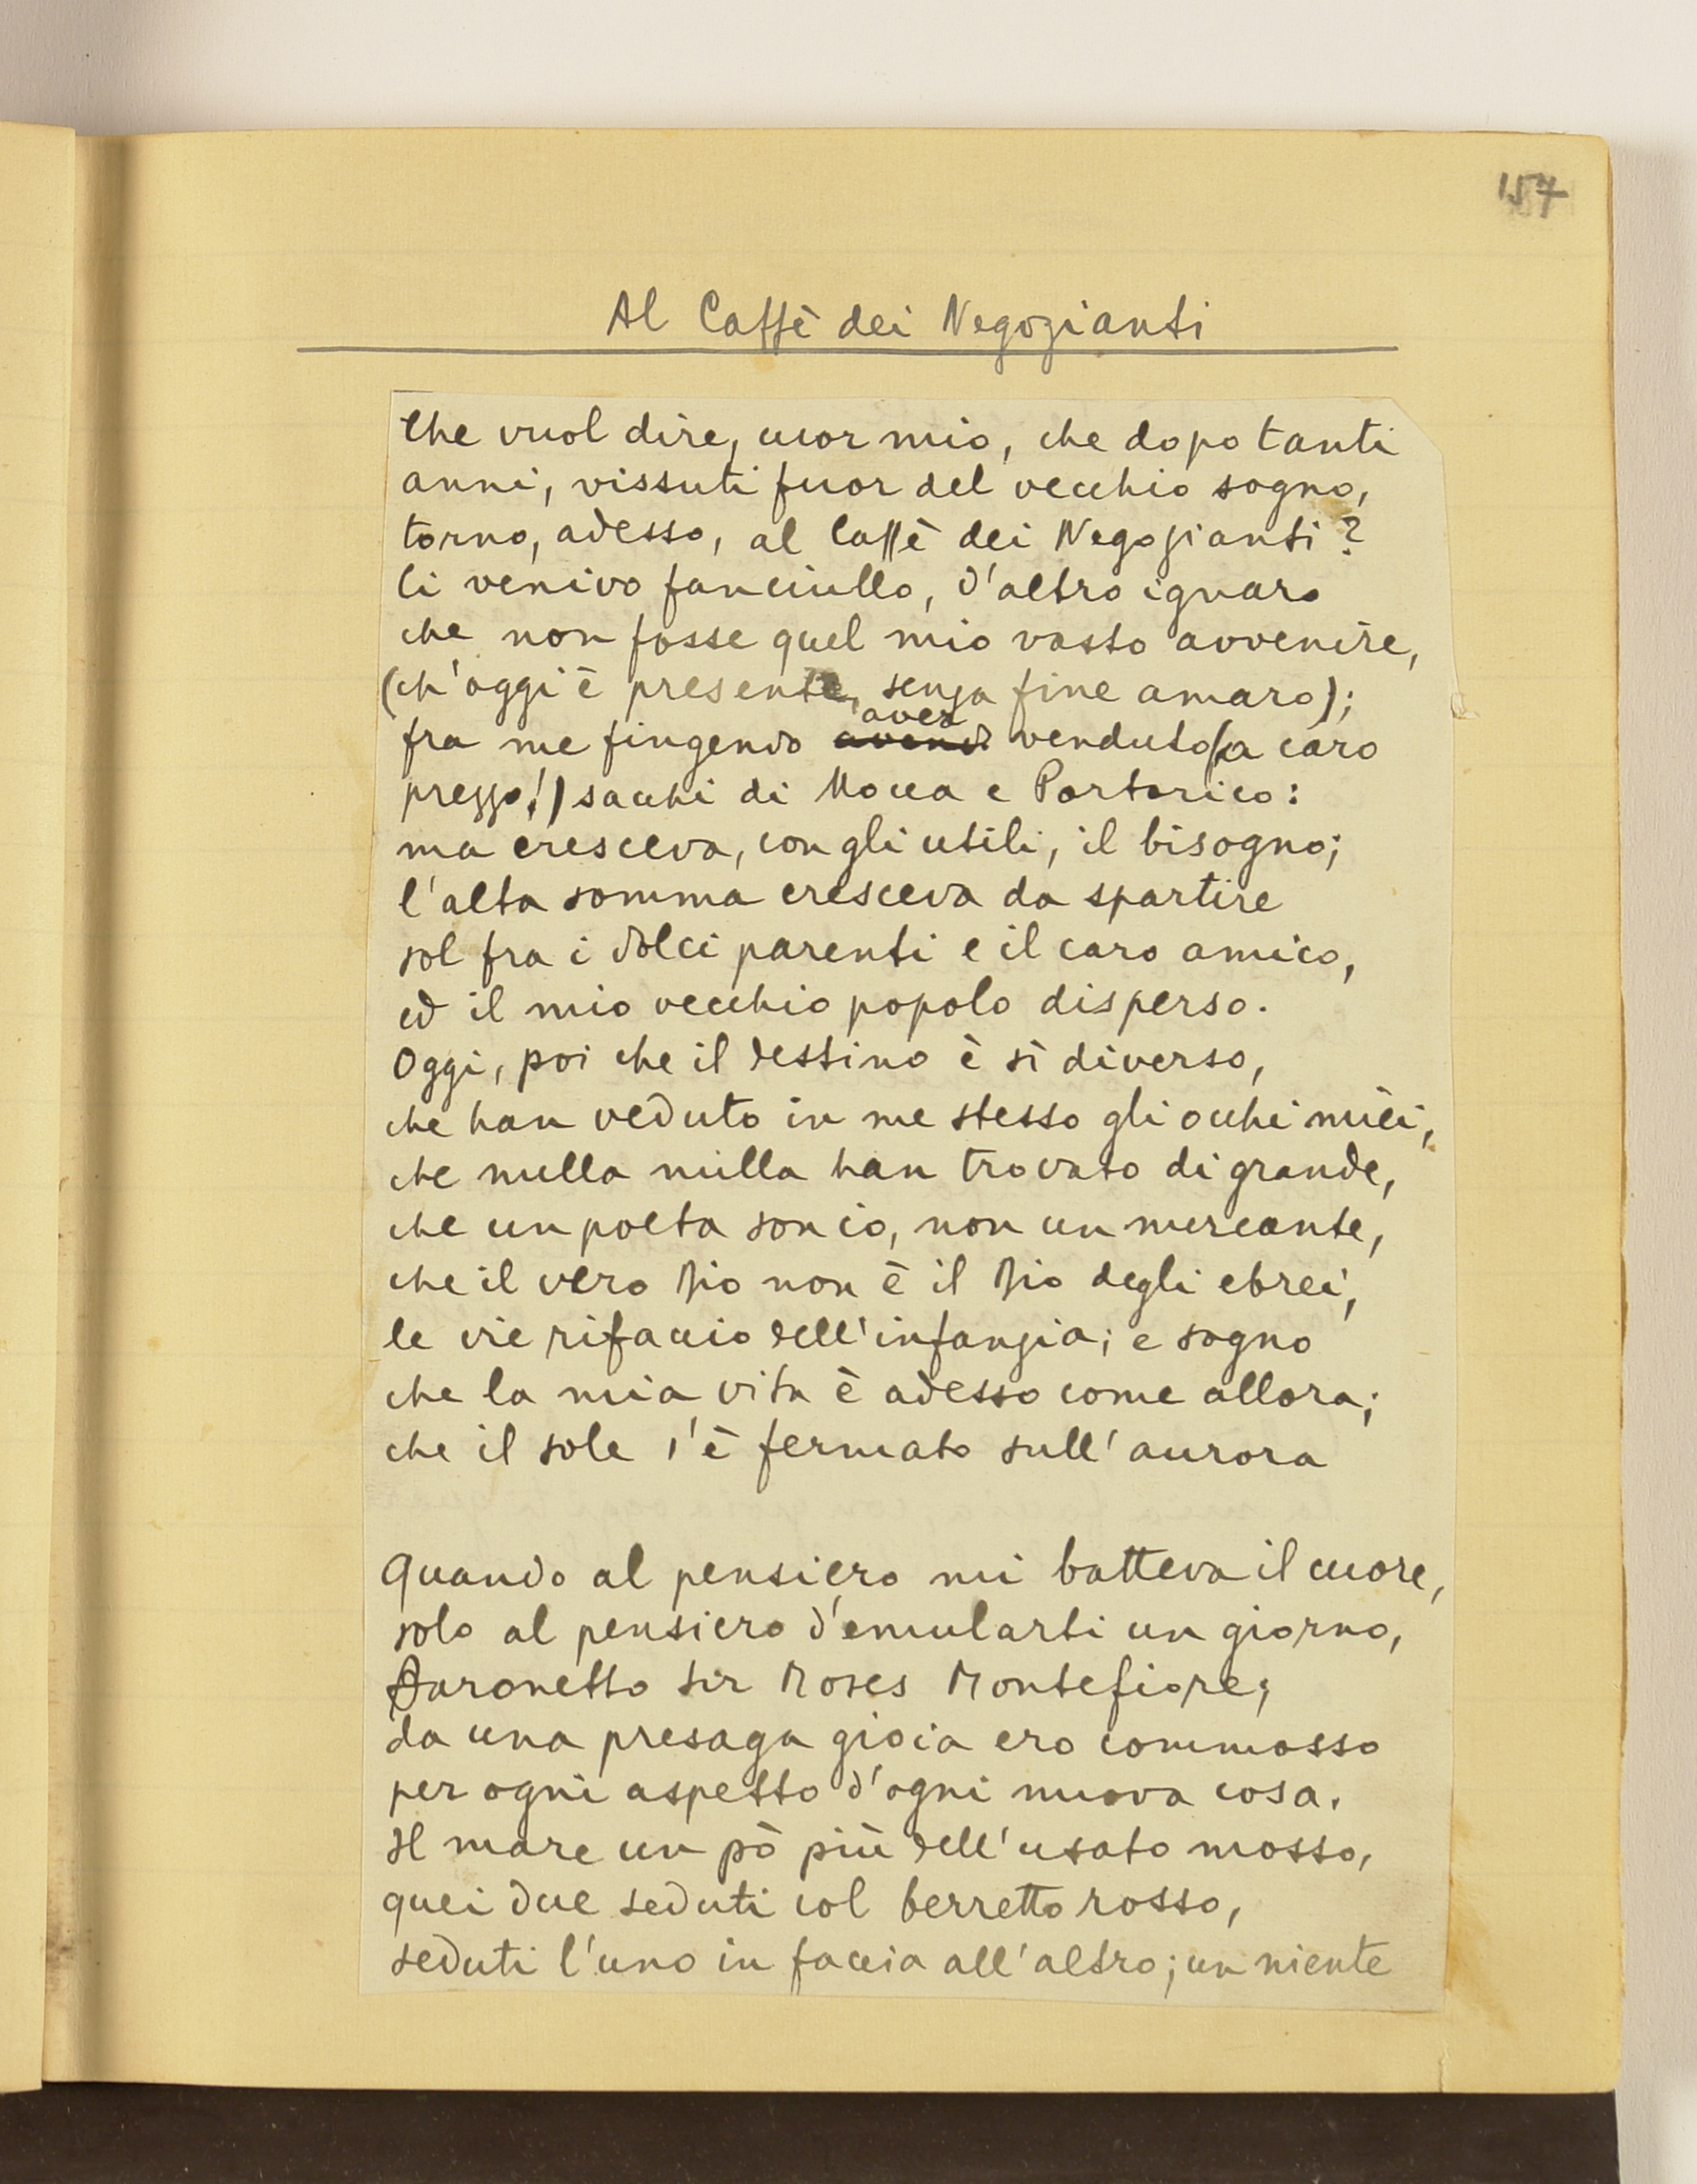 157
Al Caffè dei Negozianti
Che vuol dire, cuor mio, che dopo tanti
anni, vissuti fuor del vecchio sogno,
torno, adesso, al Caffè dei Negozianti?
Ci venivo fanciullo, d'altro ignaro
che non fosse quel mio vasto avvenire,
(ch'oggi è presente, senza fine amaro);
aver
fra me fingendo venduto (a caro
prezzo!) sacchi di Mocca e Portorico:
ma cresceva, con gli utili, il bisogno;
l'alta somma cresceva da spartire
sol fra i dolci parenti e il caro amico,
ed il mio vecchio popolo disperso.
Oggi, poi che il destino è sì diverso,
che han veduto in me stesso gli occhi mièi,
che nulla nulla han trovato di grande,
che un poeta son io, non un mercante,
che il vero Dio non è il Dio degli ebrei,
le vie rifaccio dell'infanzia; e sogno
che la mia vita è adesso come allora;
che il sole s'è fermato sull'aurora
Quando al pensiero mi batteva il cuore,
solo al pensiero d'emularti un giorno,
Baronetto Sir Moses Montefiore;
da una presaga gioia ero commosso
per ogni aspetto d'ogni nuova cosa.
Il mare un pò più dell'usato mosso,
quei due seduti col berretto rosso,
seduti l'uno in faccia all'altro; un niente